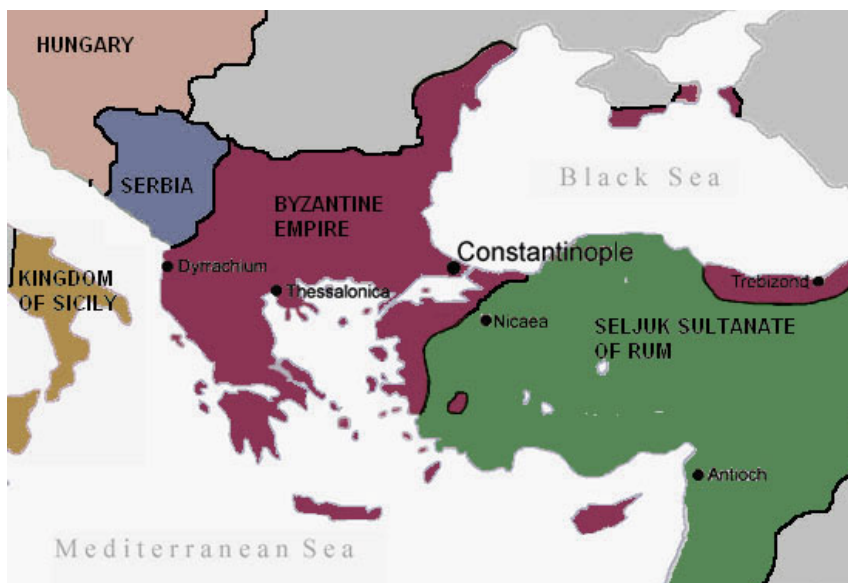 HUNGARY
SERBIA
BYZANTINE
EMPIRE
Black Sea
Constantinople
Dyrrachium
KINGDOM
OF SICILY
Thessalonica
Trebizond
Nicaea
SELJUK SULTANATE
OF RUM
Antioch
Mediterranean Sea